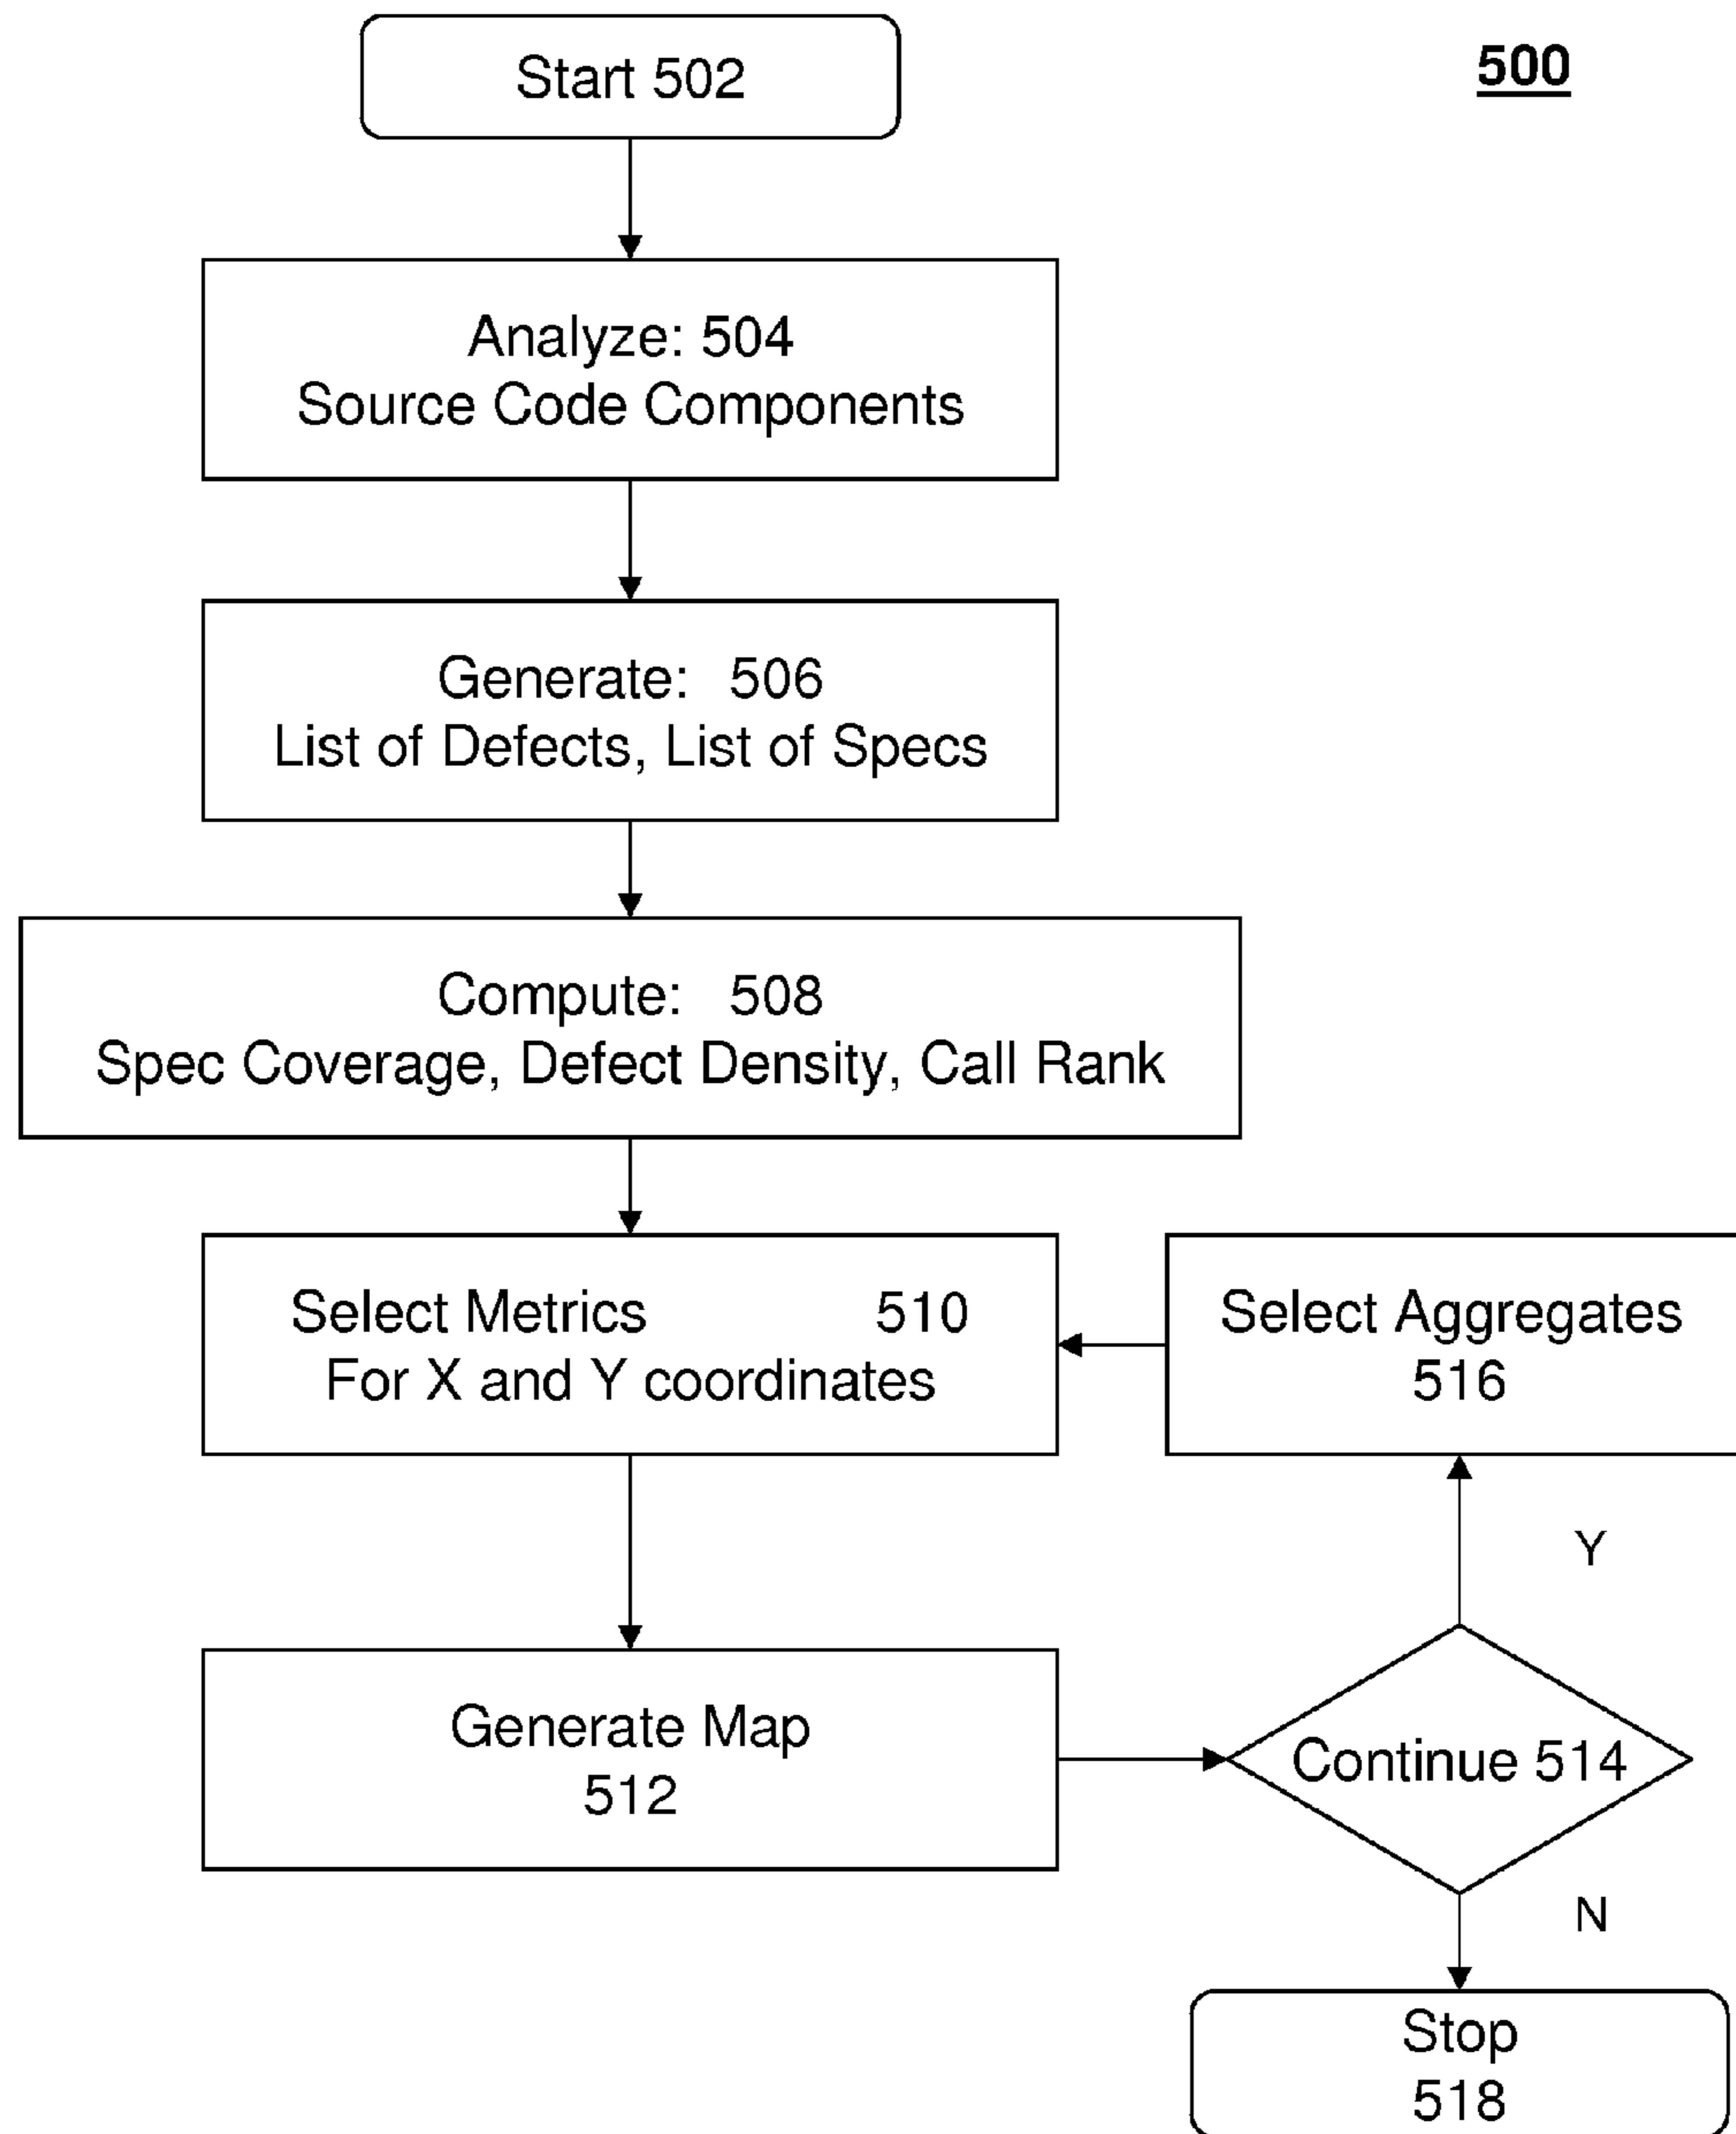 Start 502
500
Analyze: 504
Source Code Components
Generate: 506
List of Defects, List of Specs
Compute: 508
Spec Coverage, Defect Density, Call Rank
Select Metrics 510
For X and Y coordinates
Select Aggregates
516
Y
Generate Map
512
Continue 514
N
Stop
518